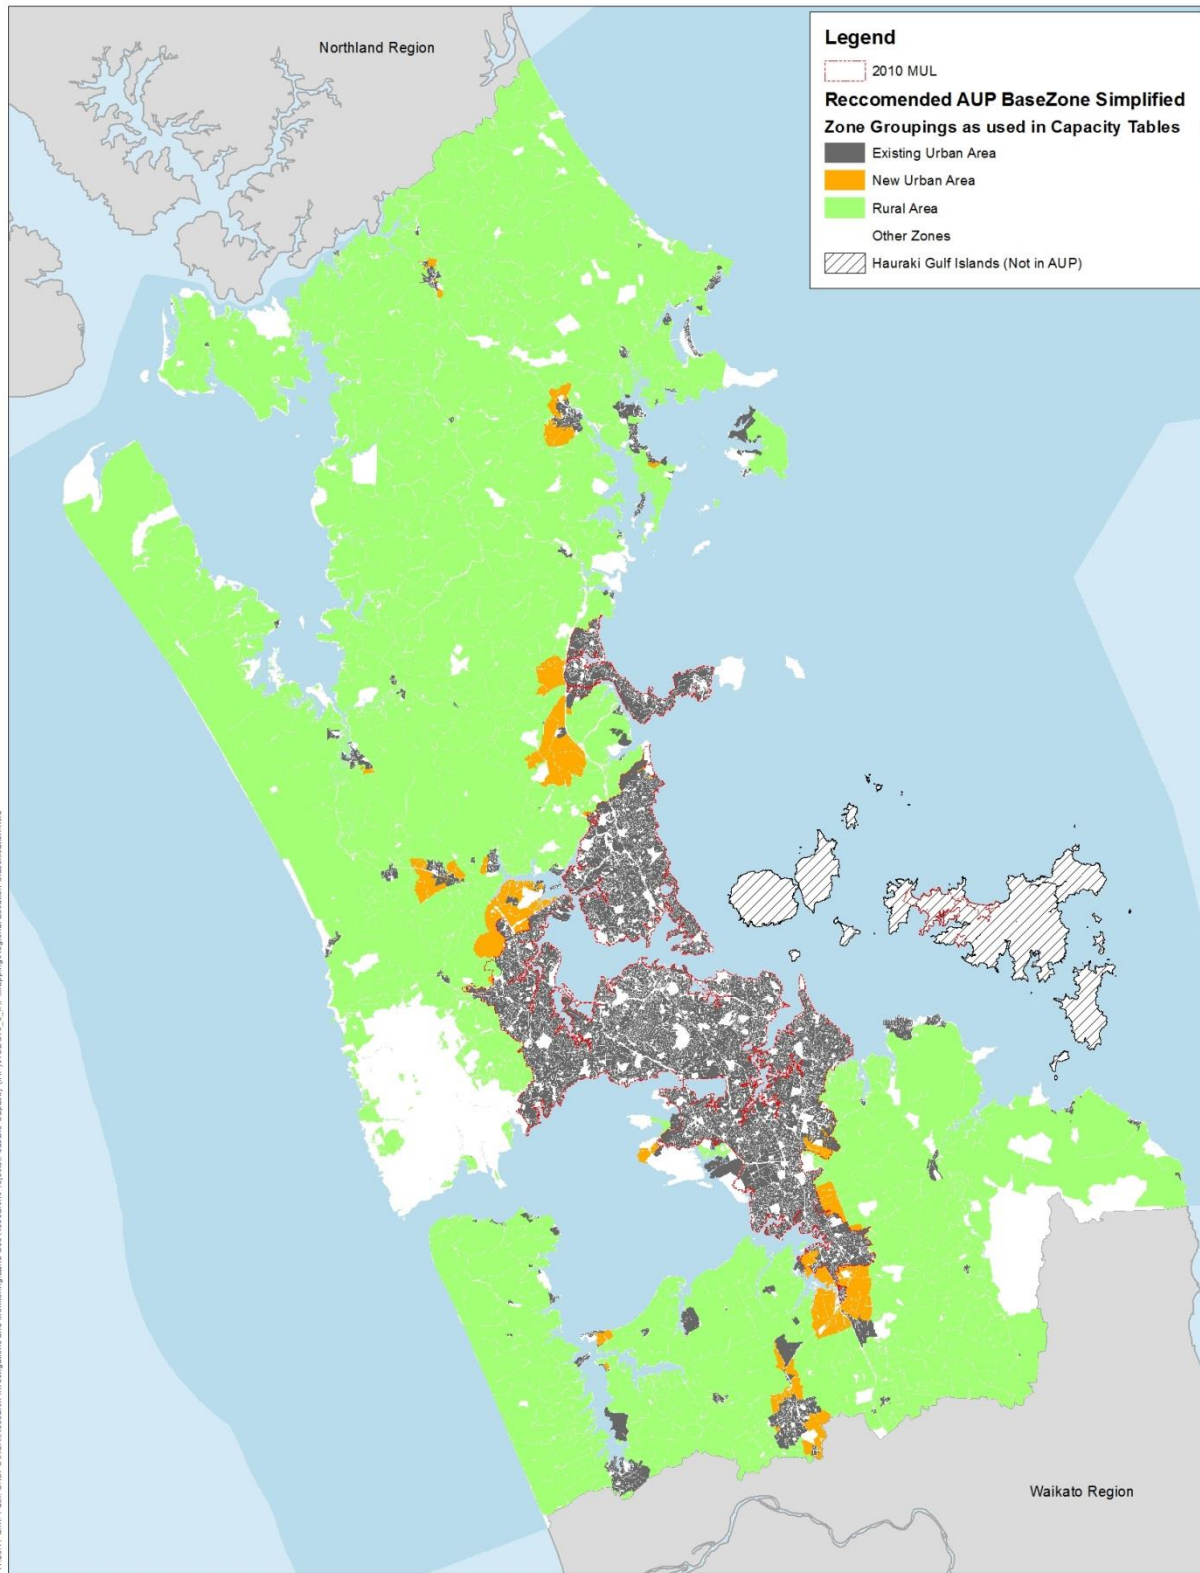 Northland Region
Legend
2010 MUL
Reccomended AUP BaseZone Simplified
Zone Groupings as used in Capacity Tables
Existing Urban Area
New Urban Area
Rural Area
Other Zones
Hauraki Gulf Islands (Not in AUP)
Waikato Region